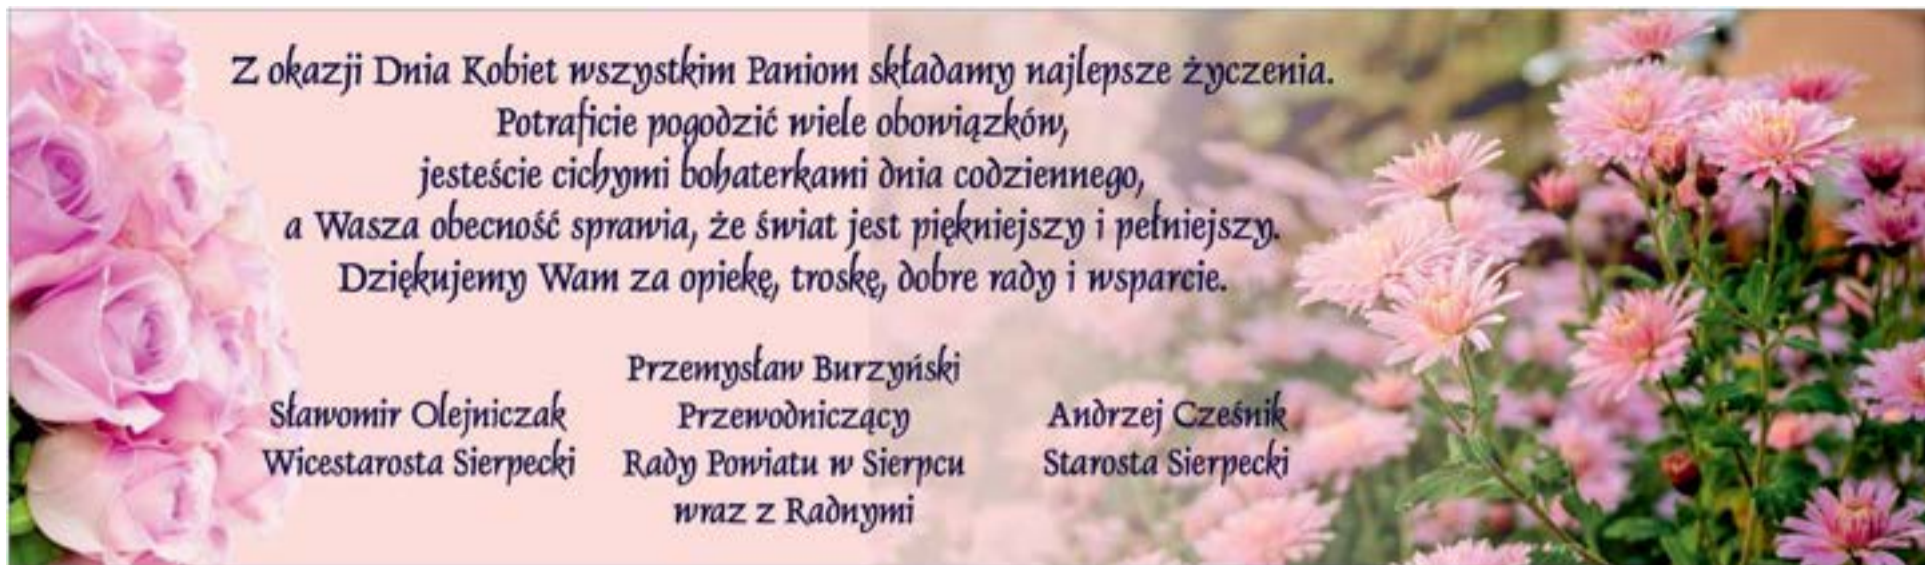 Z okazji Dnia Kobiet wszystkim Paniom składamy najlepsze życzenia.
Potraficie pogodzić wiele obowiązków,
jesteście cichymi bohaterkami dnia codziennego,
a Wasza obecność sprawia, że świat jest piękniejszy i pełniejszy.
Dziękujemy Wam za opiekę, troskę, dobre rady i wsparcie.
Sławomir Olejniczak
Wicestarosta Sierpecki
Przemysław Burzyński
Przewodniczący
Rady Powiatu w Sierpcu
wraz z Radnymi
Andrzej Cześnik
Starosta Sierpecki